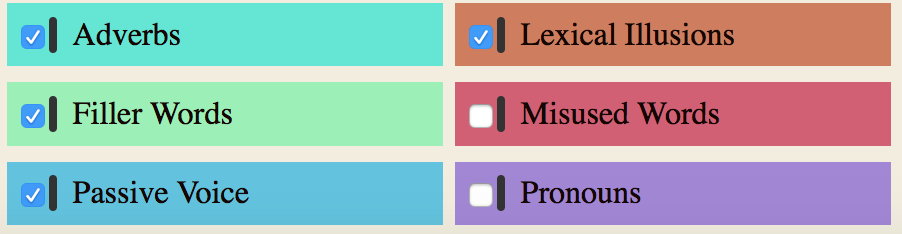 Adverbs
Lexical Illusions
Filler Words
Misused Words
Passive Voice
Pronouns